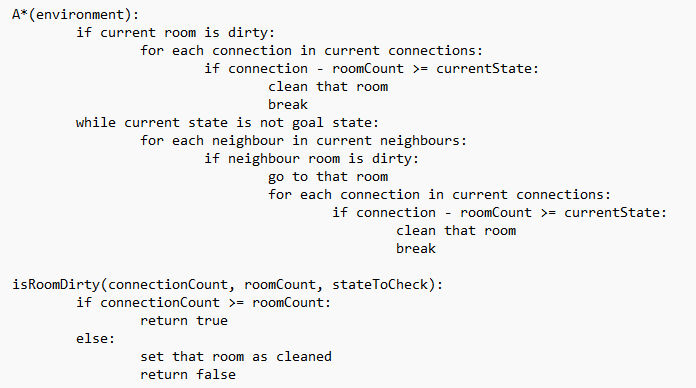 A*(environment):
        if current room is dirty:
                for each connection in current connections:
                        if connection - roomCount >= currentState:
                                clean that room
                                break
        while current state is not goal state:
                for each neighbour in current neighbours:
                        if neighbour room is dirty:
                                go to that room
                                for each connection in current connections:
                                        if connection - roomCount >= currentState:
                                                clean that room
                                                break

isRoomDirty(connectionCount, roomCount, stateToCheck):
        if connectionCount >= roomCount:
                return true
        else:
                set that room as cleaned
                return false